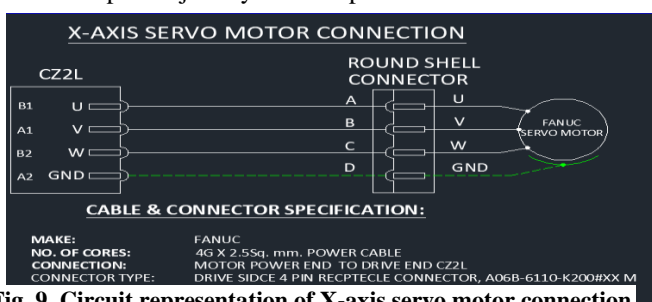 X-AXIS SERVO MOTOR CONNECTION
CZ2L
ROUND SHELL
CONNECTOR
B1 U A U
A1 V B V
B2 W C W
A2 GND D GND
FANUC
SERVO MOTOR
CABLE & CONNECTOR SPECIFICATION:
MAKE: FANUC
NO. OF CORES: 4G X 2.5Sq. mm. POWER CABLE
CONNECTION: MOTOR POWER END TO DRIVE END CZ2L
CONNECTOR TYPE: DRIVE SIDCE 4 PIN RECPTECLE CONNECTOR, A06B-6110-K200#XX M
Fig. 9. Circuit representation of X-axis servo motor connection